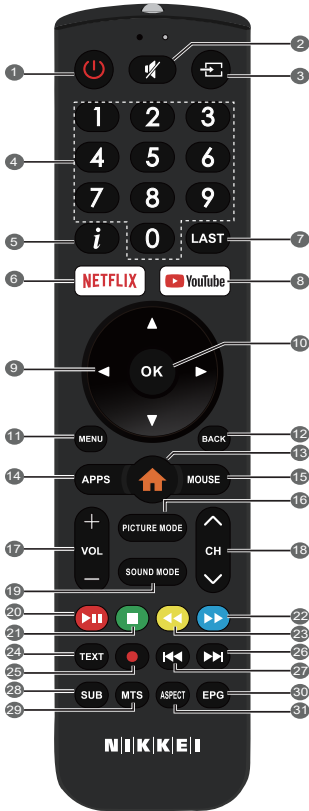 2
1
3
1 2 3
4
4 5 6
7 8 9
5
i 0 LAST
7
6
NETFLIX YouTube
8
9
OK
10
11
MENU BACK
12
13
14
APPS MOUSE
15
16
+
PICTURE MODE
17
VOL CH
18
−
SOUND MODE
19
20
22
21
23
24
TEXT
26
25
27
28
SUB MTS ASPECT EPG
30
29
31
NIKKEI